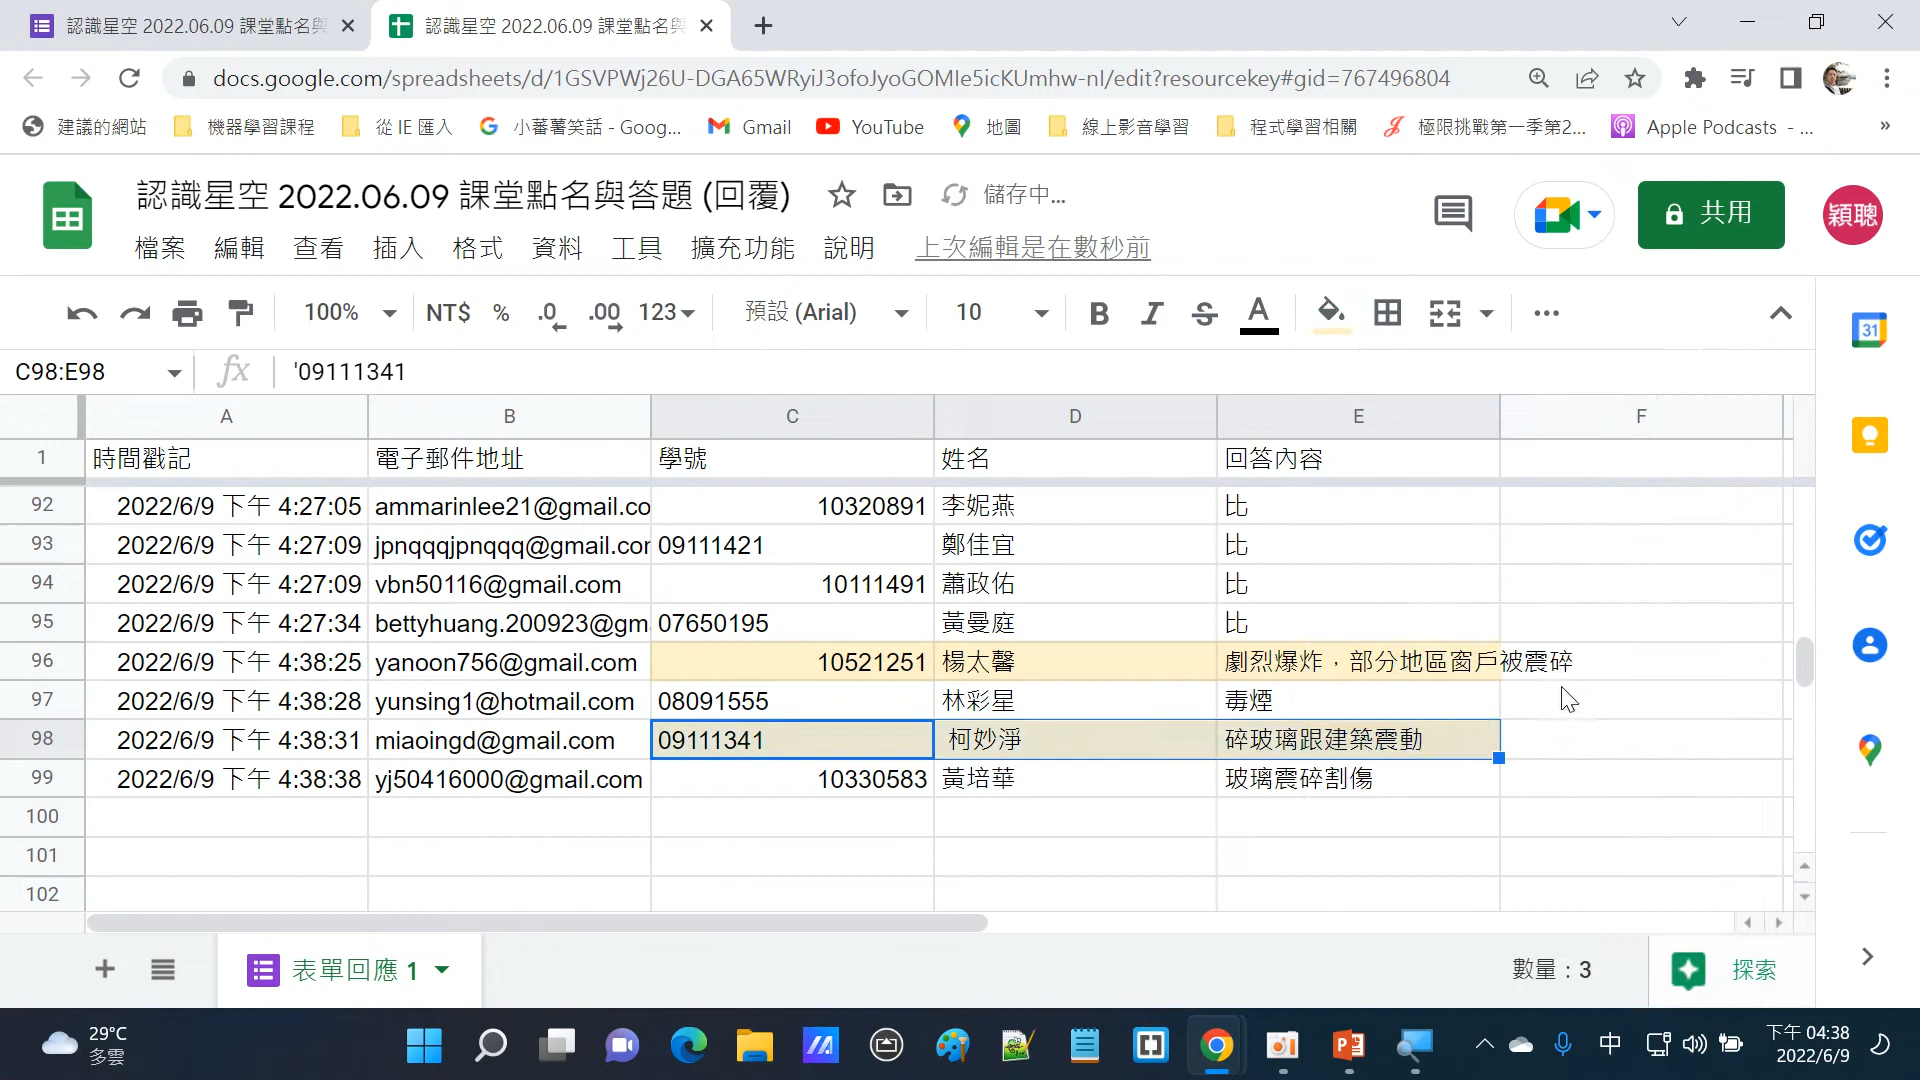 認識星空 2022.06.09 課堂點名與
認識星空 2022.06.09 課堂點名與
docs.google.com/spreadsheets/d/1GSVPWj26U-DGA65WRyiJ3ofoJyoGOMIe5icKUmhw-nI/edit?resourcekey#gid=767496804
建議的網站 機器學習課程 從 IE 匯入 小蕃薯笑話 - Goog... Gmail YouTube 地圖 線上影音學習 程式學習相關 極限挑戰第一季第2... Apple Podcasts - ... »
認識星空 2022.06.09 課堂點名與答題 (回覆) 儲存中...
共用
穎聰
檔案 編輯 查看 插入 格式 資料 工具 擴充功能 說明 上次編輯是在數秒前
100% NT$ % .0 .00 123 預設 (Arial) 10 B I S A
31
C98:E98 fx '09111341
A B C D E F
1 時間戳記 電子郵件地址 學號 姓名 回答內容
92 2022/6/9 下午 4:27:05 ammarinlee21@gmail.co 10320891 李妮燕 比
93 2022/6/9 下午 4:27:09 jpnqqqjpnqqq@gmail.cor 09111421 鄭佳宜 比
94 2022/6/9 下午 4:27:09 vbn50116@gmail.com 10111491 蕭政佑 比
95 2022/6/9 下午 4:27:34 bettyhuang.200923@gm 07650195 黃曼庭 比
96 2022/6/9 下午 4:38:25 yanoon756@gmail.com 10521251 楊太馨 劇烈爆炸，部分地區窗戶被震碎
97 2022/6/9 下午 4:38:28 yunsing1@hotmail.com 08091555 林彩星 毒煙
98 2022/6/9 下午 4:38:31 miaoingd@gmail.com 09111341 柯妙淨 碎玻璃跟建築震動
99 2022/6/9 下午 4:38:38 yj50416000@gmail.com 10330583 黃培華 玻璃震碎割傷
100
101
102
表單回應 1 數量：3 探索
29°C
多雲
中
下午 04:38
2022/6/9